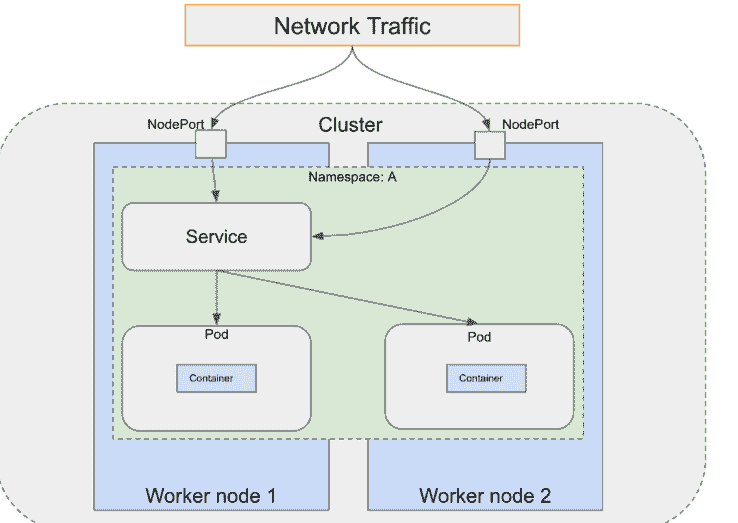 Network Traffic
NodePort
Cluster
NodePort
Namespace: A
Service
Pod
Pod
Container
Container
Worker node 1
Worker node 2